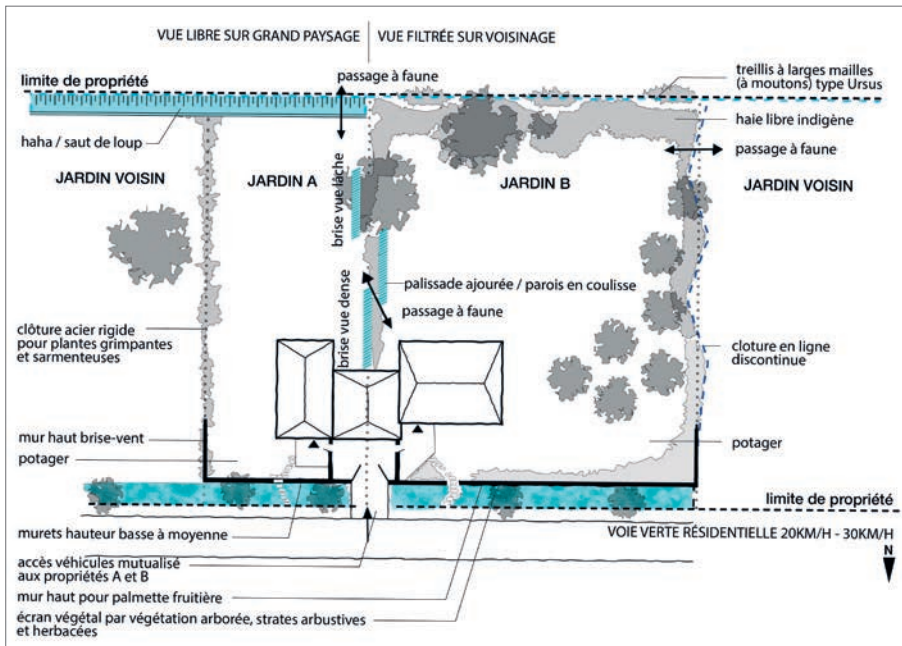 VUE LIBRE SUR GRAND PAYSAGE
VUE FILTRÉE SUR VOISINAGE
limite de propriété
passage à faune
treillis à larges mailles
(à moutons) type Ursus
haha / saut de loup
haie libre indigène
passage à faune
JARDIN VOISIN
JARDIN A
brise vue lâche
JARDIN B
JARDIN VOISIN
palissade ajourée / parois en coulisse
passage à faune
brise vue dense
clôture acier rigide
pour plantes grimpantes
et sarmenteuses
cloture en ligne
discontinue
mur haut brise-vent
potager
potager
limite de propriété
murets hauteur basse à moyenne
VOIE VERTE RÉSIDENTIELLE 20KM/H - 30KM/H
N
accès véhicules mutualisé
aux propriétés A et B
mur haut pour palmette fruitière
écran végétal par végétation arborée, strates arbustives
et herbacées